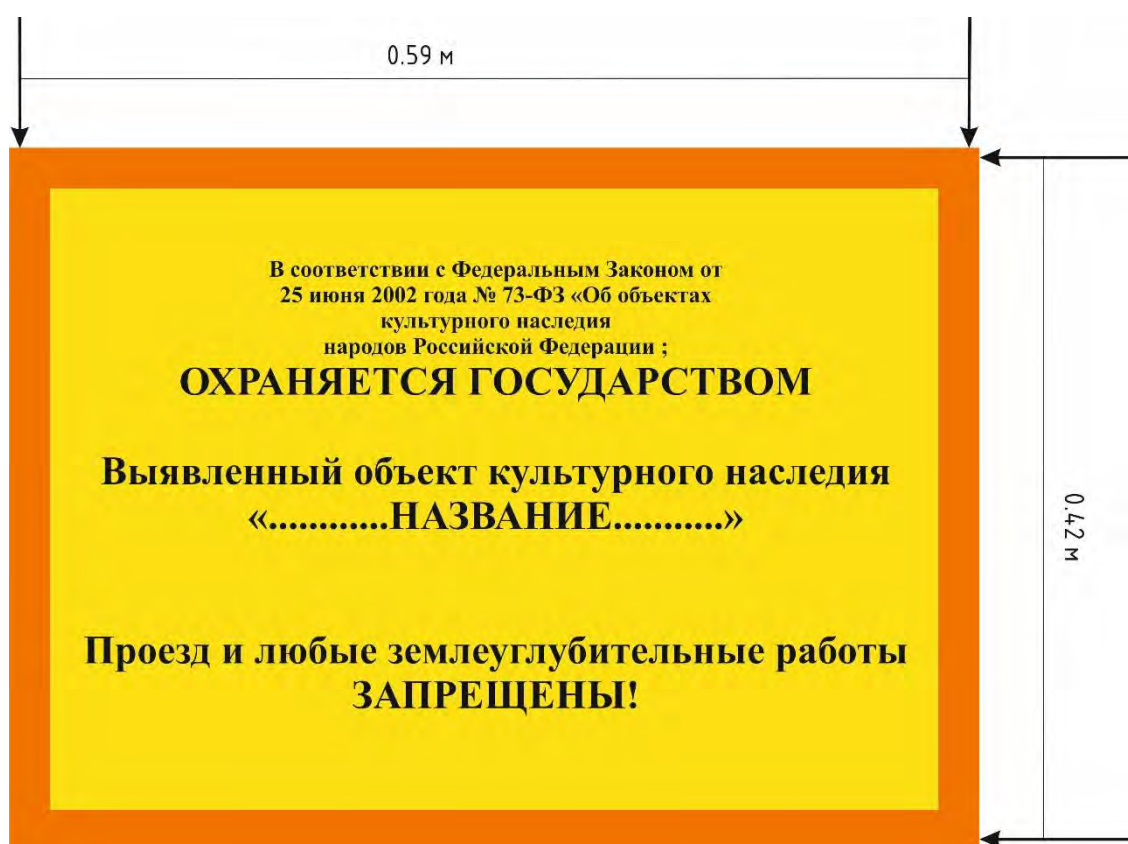 0.59 м
В соответствии с Федеральным Законом от
25 июня 2002 года № 73-ФЗ «Об объектах
культурного наследия
народов Российской Федерации ;
ОХРАНЯЕТСЯ ГОСУДАРСТВОМ
Выявленный объект культурного наследия
«............НАЗВАНИЕ...........»
0.42 м
Проезд и любые землеуглубительные работы
ЗАПРЕЩЕНЫ!